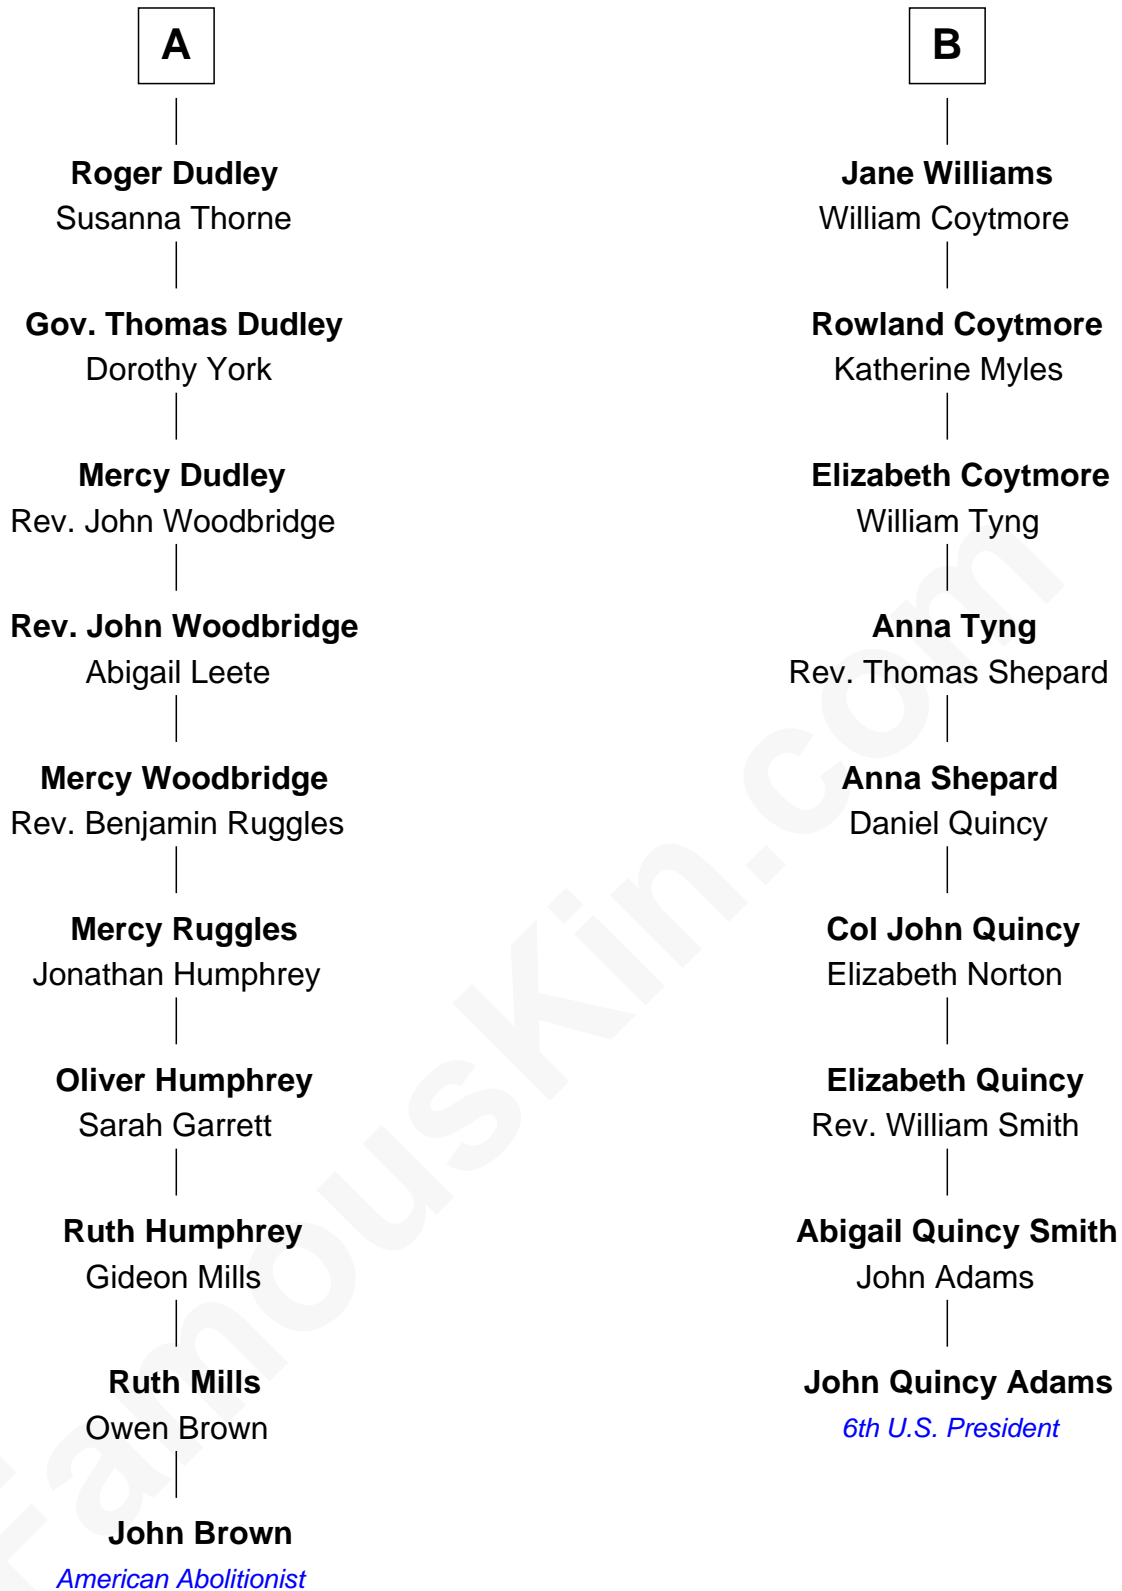 A
Roger Dudley
Susanna Thorne
Gov. Thomas Dudley
Dorothy York
Mercy Dudley
Rev. John Woodbridge
Rev. John Woodbridge
Abigail Leete
Mercy Woodbridge
Rev. Benjamin Ruggles
Mercy Ruggles
Jonathan Humphrey
Oliver Humphrey
Sarah Garrett
Ruth Humphrey
Gideon Mills
Ruth Mills
Owen Brown
John Brown
American Abolitionist
B
Jane Williams
William Coytmore
Rowland Coytmore
Katherine Myles
Elizabeth Coytmore
William Tyng
Anna Tyng
Rev. Thomas Shepard
Anna Shepard
Daniel Quincy
Col John Quincy
Elizabeth Norton
Elizabeth Quincy
Rev. William Smith
Abigail Quincy Smith
John Adams
John Quincy Adams
6th U.S. President
FamousKin.com